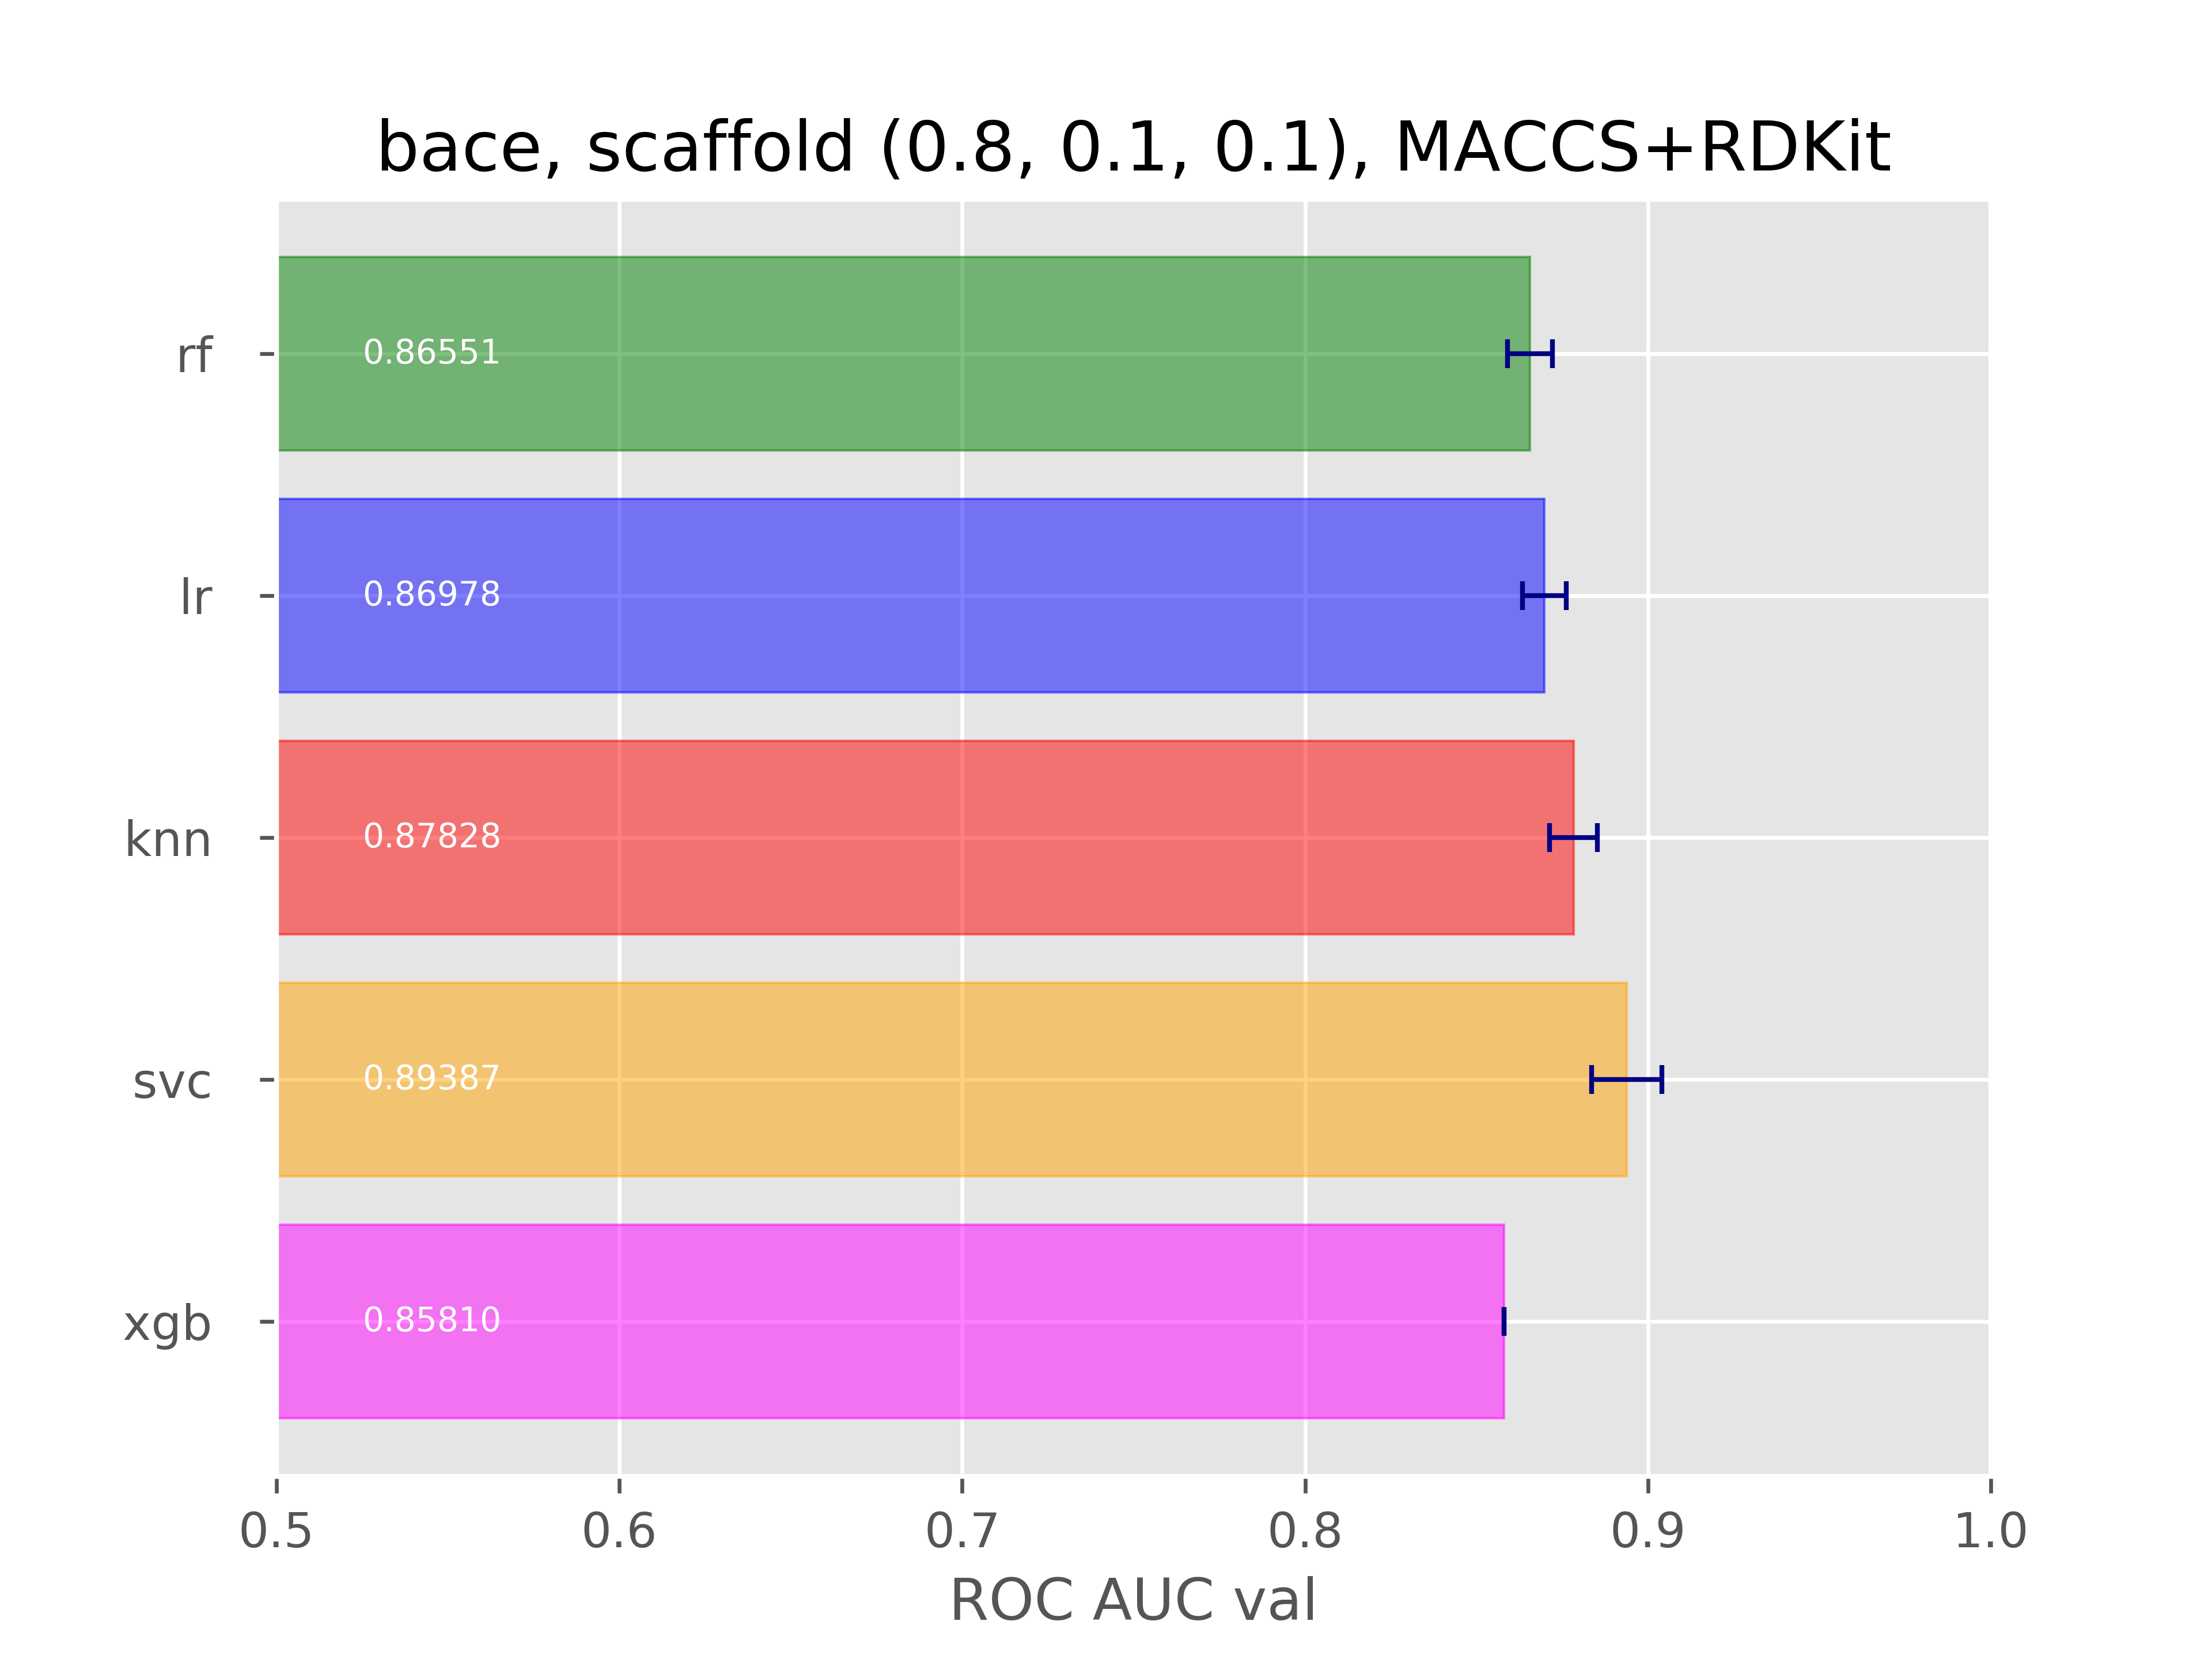 bace, scaffold (0.8, 0.1, 0.1), MACCS+RDKit
rf
0.86551
lr
0.86978
knn
0.87828
svc
0.89387
xgb
0.85810
0.5 0.6 0.7 0.8 0.9 1.0
ROC AUC val